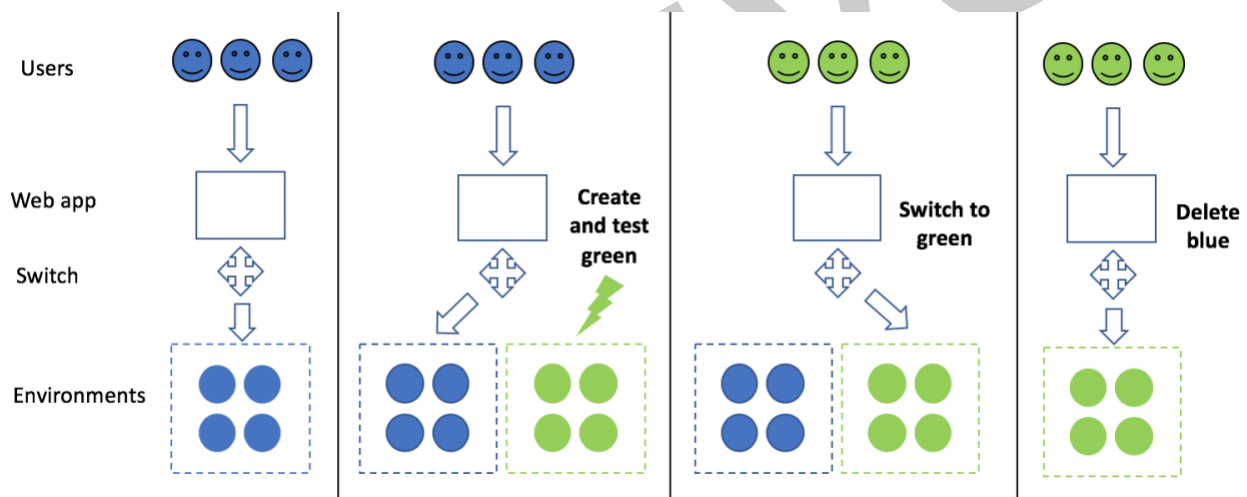 Users
Web app
Create
and test
green
Switch to
green
Delete
blue
Switch
Environments